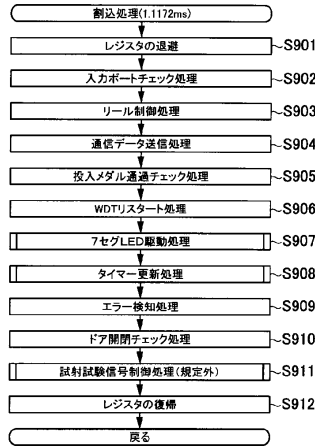 割込処理(1.1172ms)
レジスタの退避 S901
入力ポートチェック処理 S902
リール制御処理 S903
通信データ送信処理 S904
投入メダル通過チェック処理 S905
WDTリスタート処理 S906
7セグLED駆動処理 S907
タイマー更新処理 S908
エラー検知処理 S909
ドア開閉チェック処理 S910
試射試験信号制御処理(規定外) S911
レジスタの復帰 S912
戻る